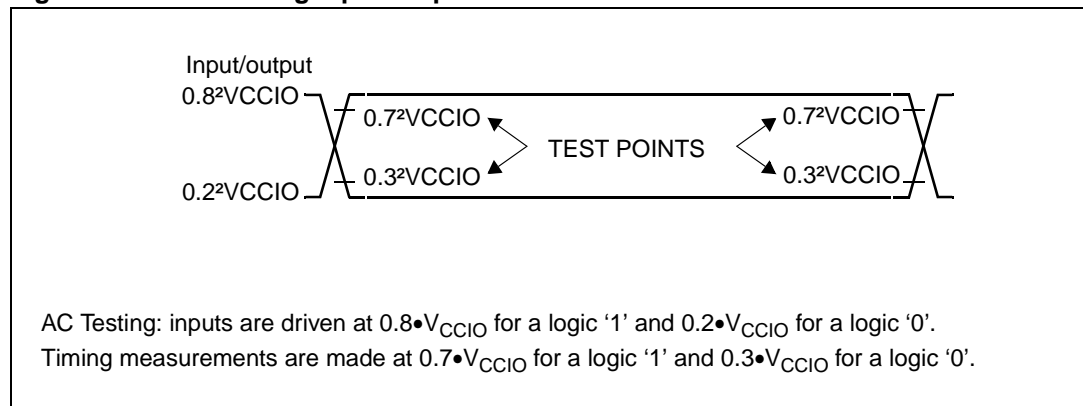 Input/output
0.8²VCCIO
0.7²VCCIO
0.7²VCCIO
TEST POINTS
0.3²VCCIO
0.3²VCCIO
0.2²VCCIO
AC Testing: inputs are driven at 0.8•VCCIO for a logic ‘1’ and 0.2•VCCIO for a logic ‘0’.
Timing measurements are made at 0.7•VCCIO for a logic ‘1’ and 0.3•VCCIO for a logic ‘0’.